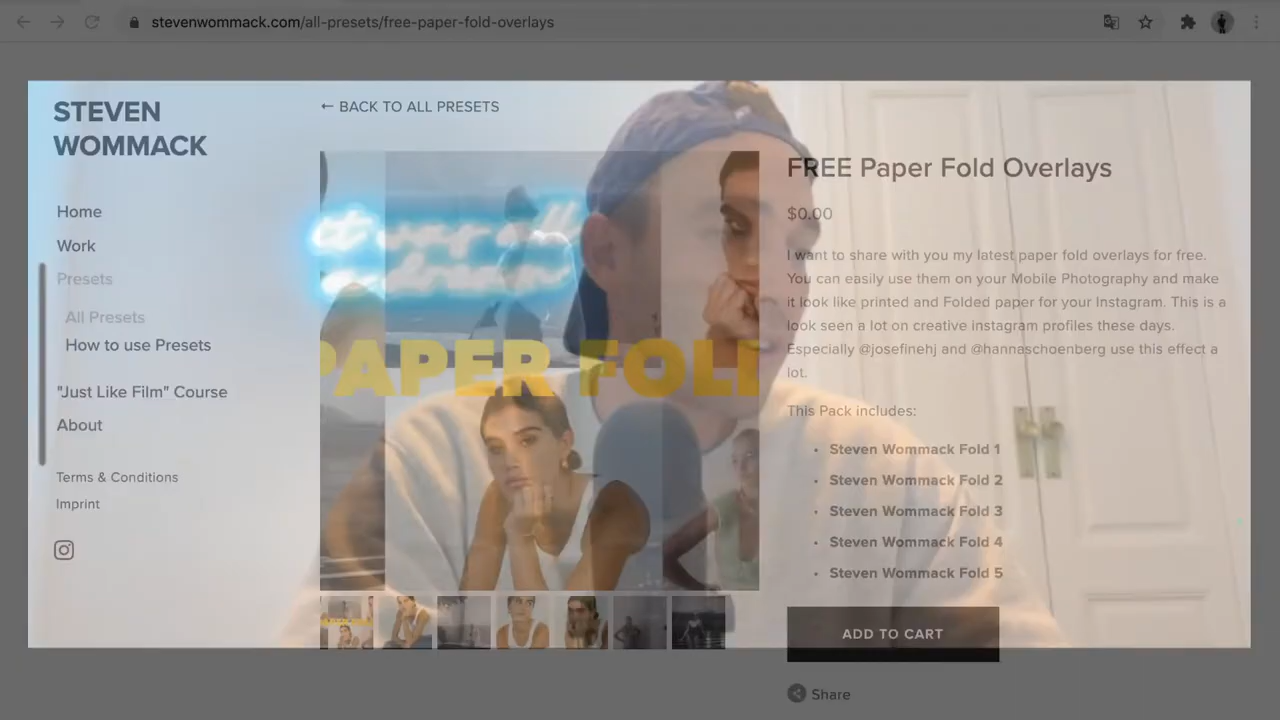 stevenwommack.com/all-presets/free-paper-fold-overlays
STEVEN
WOMMACK
Home
Work
Presets
All Presets
How to use Presets
"Just Like Film" Course
About
Terms & Conditions
Imprint
← BACK TO ALL PRESETS
PAPER FOL
FREE Paper Fold Overlays
$0.00
I want to share with you my latest paper fold overlays for free.
You can easily use them on your Mobile Photography and make
it look like printed and Folded paper for your Instagram. This is a
look seen a lot on creative instagram profiles these days.
Especially @josefinehj and @hannaschoenberg use this effect a
lot.
This Pack includes:
• Steven Wommack Fold 1
• Steven Wommack Fold 2
• Steven Wommack Fold 3
• Steven Wommack Fold 4
• Steven Wommack Fold 5
ADD TO CART
Share